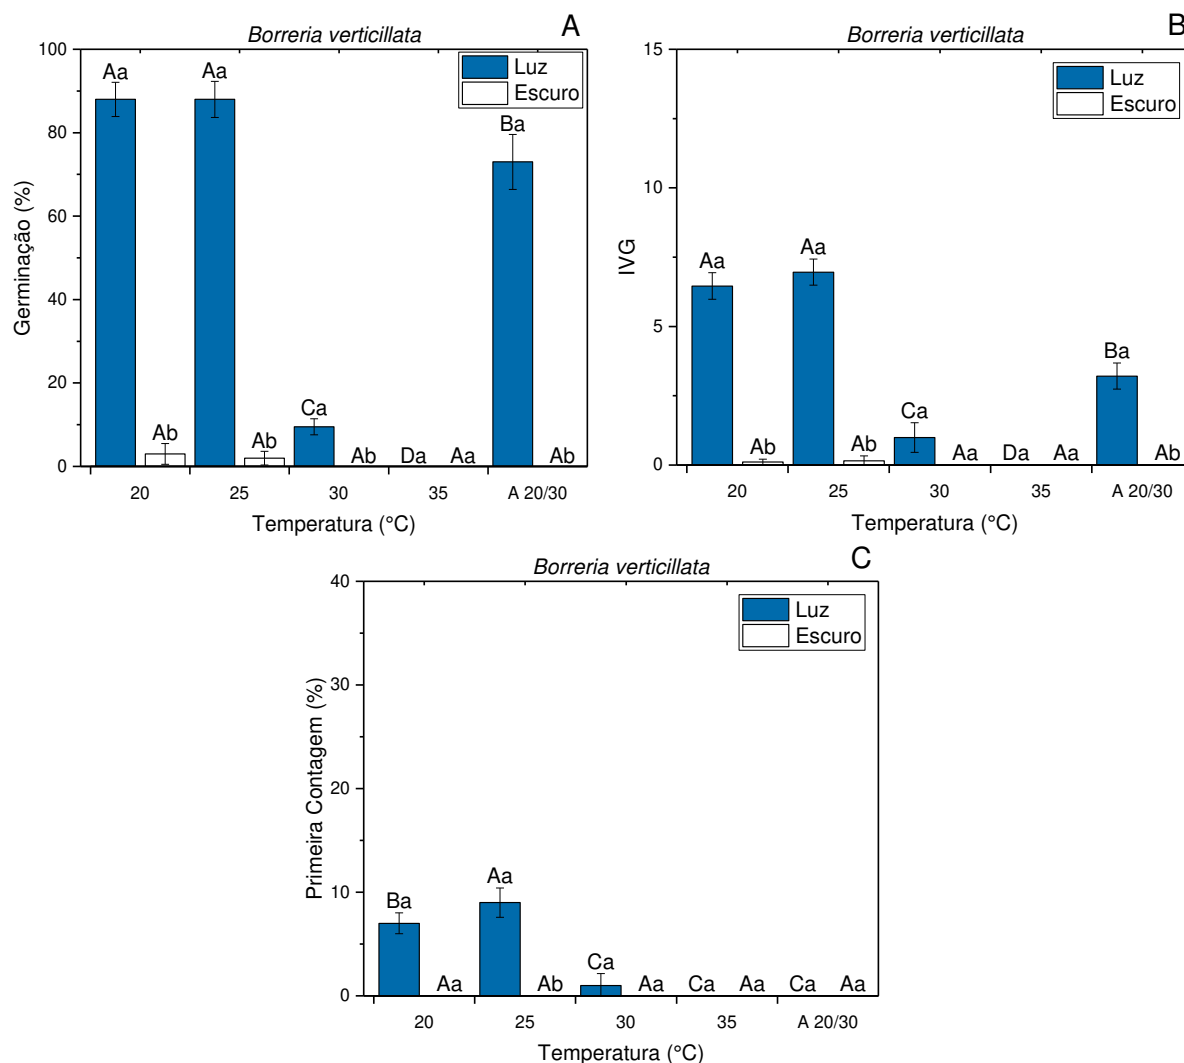 A
Borreria verticillata
Luz
Escuro
Germinação (%)
100
80
60
40
20
0
Aa
Ab
Aa
Ab
Ca
Ab
Da
Aa
Ba
Ab
20
25
30
35
A 20/30
Temperatura (°C)
B
Borreria verticillata
Luz
Escuro
IVG
15
10
5
0
Aa
Ab
Aa
Ab
Ca
Aa
Da
Aa
Ba
Ab
20
25
30
35
A 20/30
Temperatura (°C)
C
Borreria verticillata
Luz
Escuro
Primeira Contagem (%)
40
30
20
10
0
Ba
Aa
Aa
Ab
Ca
Aa
Ca
Aa
Ca
Aa
20
25
30
35
A 20/30
Temperatura (°C)